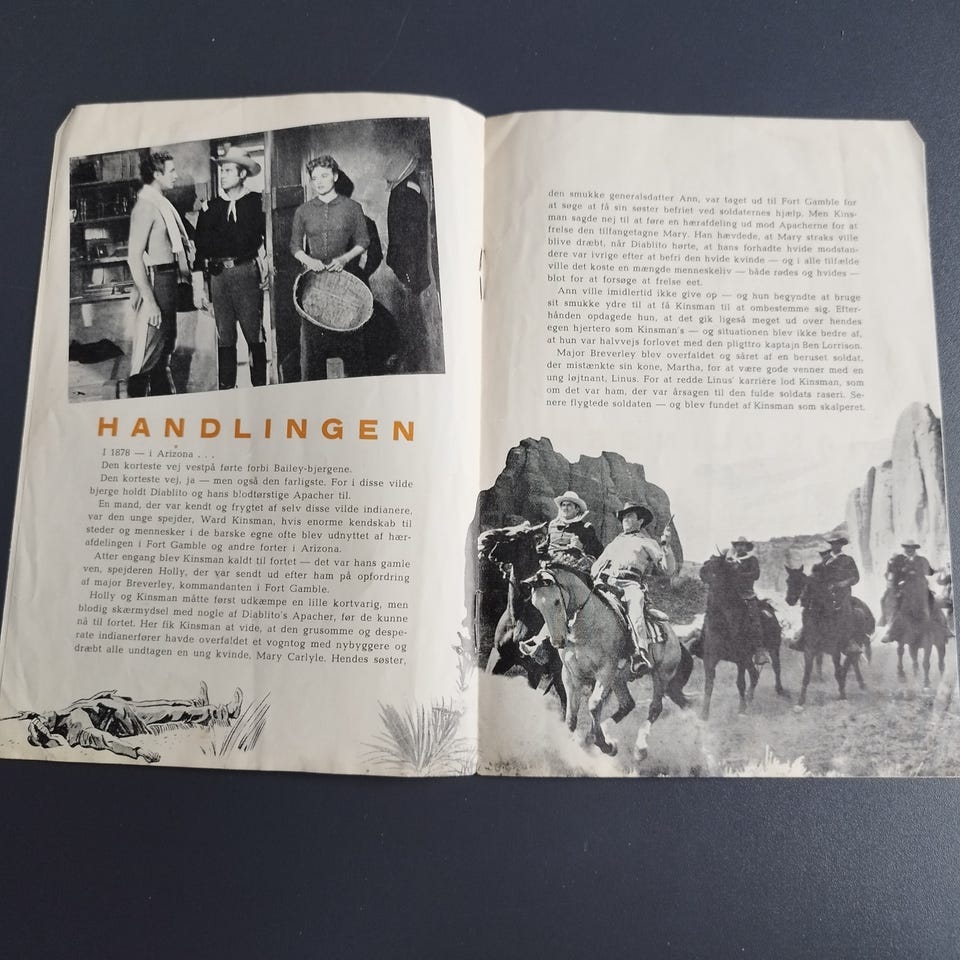 HANDLINGEN
I 1878 — i Arizona . . .
Den korteste vej vestpå førte forbi Bailey-bjergene.
Den korteste vej, ja — men også den farligste. For i disse vilde
bjerge holdt Diablito og hans blodtørstige Apacher til.
En mand, der var kendt og frygtet af selv disse vilde indianere,
var den unge spejder, Ward Kinsman, hvis enorme kendskab til
steder og mennesker i de barske egne ofte blev udnyttet af hær-
afdelingen i Fort Gamble og andre forter i Arizona.
Atter engang blev Kinsman kaldt til fortet — det var hans gamle
ven, spejderen Holly, der var sendt ud efter ham på opfordring
af major Breverley, kommandanten i Fort Gamble.
Holly og Kinsman måtte først udkæmpe en lille kortvarig, men
blodig skærmydsel med nogle af Diablito's Apacher, før de kunne
nå til fortet. Her fik Kinsman at vide, at den grusomme og despe-
rate indianerfører havde overfaldet et vogntog med nybyggere og
dræbt alle undtagen en ung kvinde, Mary Carlyle. Hendes søster,
den smukke generalsdatter Ann, var taget ud til Fort Gamble for
at søge at få sin søster befriet ved soldaternes hjælp. Men Kins-
man sagde nej til at føre en hærafdeling ud mod Apacherne for at
frelse den tilfangetagne Mary. Han hævdede, at Mary straks ville
blive dræbt, når Diablito hørte, at hans forhadte hvide modstan-
dere var ivrige efter at befri den hvide kvinde — og i alle tilfælde
ville det koste en mængde menneskeliv — både rødes og hvides —
blot for at forsøge at frelse eet.
Ann ville imidlertid ikke give op — og hun begyndte at bruge
sit smukke ydre til at få Kinsman til at ombestemme sig. Efter-
hånden opdagede hun, at det gik ligeså meget ud over hendes
egen hjertero som Kinsman's — og situationen blev ikke bedre af,
at hun var halvvejs forlovet med den pligttro kaptajn Ben Lorrison.
Major Breverley blev overfaldet og såret af en beruset soldat,
der mistænkte sin kone, Martha, for at være gode venner med en
ung løjtnant, Linus. For at redde Linus' karrière lod Kinsman, som
om det var ham, der var årsagen til den fulde soldats raseri. Se-
nere flygtede soldaten — og blev fundet af Kinsman som skalperet.